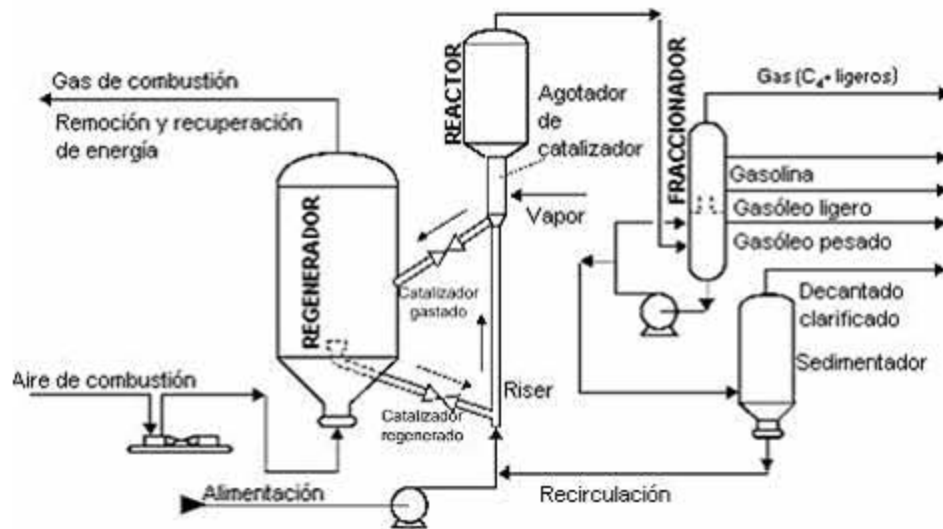 Gas de combustión
Remoción y recuperación
de energía
REGENERADOR
REACTOR
Agotador
de
catalizador
Vapor
FRACCIONADOR
Gas (C₄+ ligeros)
Gasolina
Gasóleo ligero
Gasóleo pesado
Decantado
clarificado
Sedimentador
Catalizador
gastado
Riser
Catalizador
regenerado
Aire de combustión
Alimentación
Recirculación